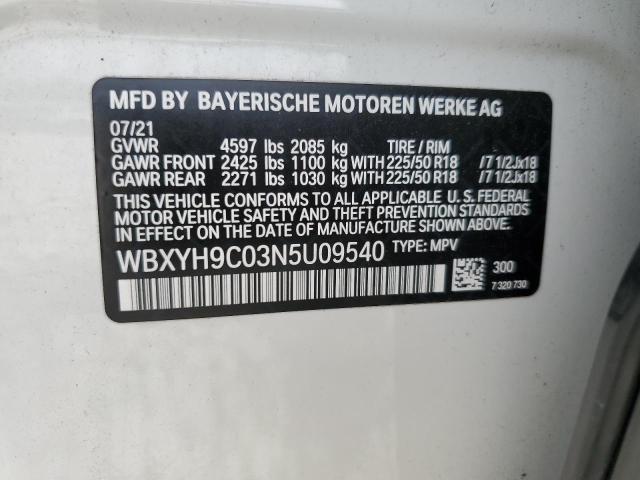 MFD BY BAYERISCHE MOTOREN WERKE AG
07/21
GVWR 4597 lbs 2085 kg TIRE / RIM
GAWR FRONT 2425 lbs 1100 kg WITH 225/50 R18 /7 1/2Jx18
GAWR REAR 2271 lbs 1030 kg WITH 225/50 R18 /7 1/2Jx18
THIS VEHICLE CONFORMS TO ALL APPLICABLE U. S. FEDERAL
MOTOR VEHICLE SAFETY AND THEFT PREVENTION STANDARDS
IN EFFECT ON THE DATE OF MANUFACTURE SHOWN ABOVE.
WBXYH9C03N5U09540 TYPE: MPV
300
7 320 730